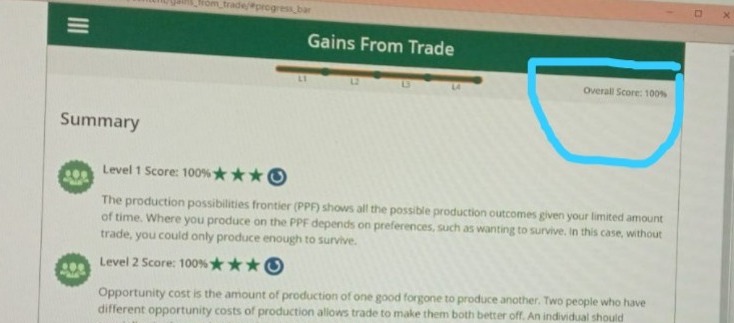 gains_from_trade/#progress_bar
Gains From Trade
L1 L2 L3 L4
Overall Score: 100%
Summary
Level 1 Score: 100%
The production possibilities frontier (PPF) shows all the possible production outcomes given your limited amount
of time. Where you produce on the PPF depends on preferences, such as wanting to survive. In this case, without
trade, you could only produce enough to survive.
Level 2 Score: 100%
Opportunity cost is the amount of production of one good forgone to produce another. Two people who have
different opportunity costs of production allows trade to make them both better off. An individual should